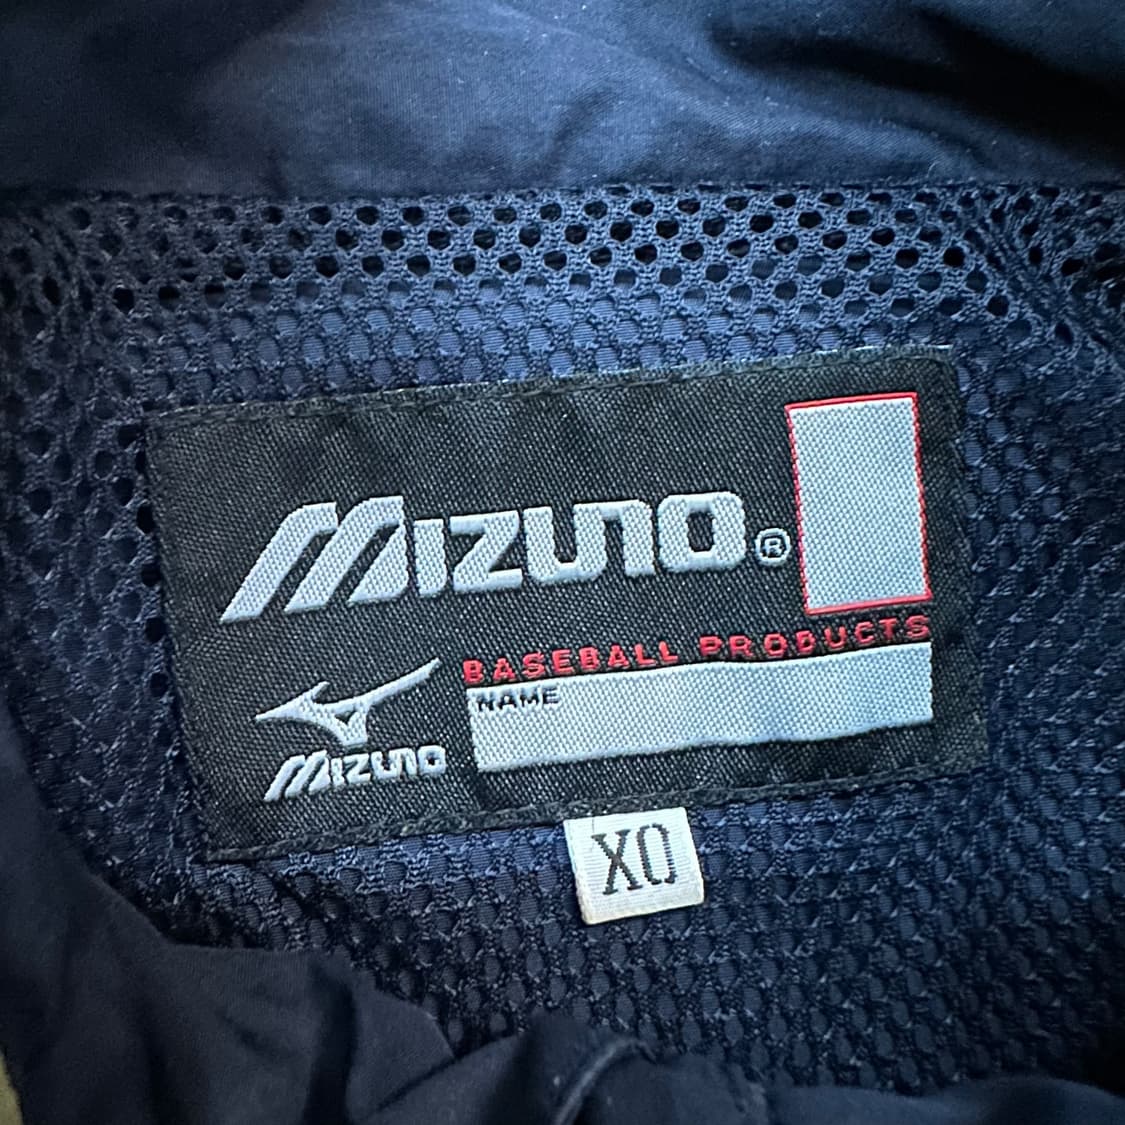 Mizuno®
BASEBALL PRODUCTS
NAME
Mizuno
XO